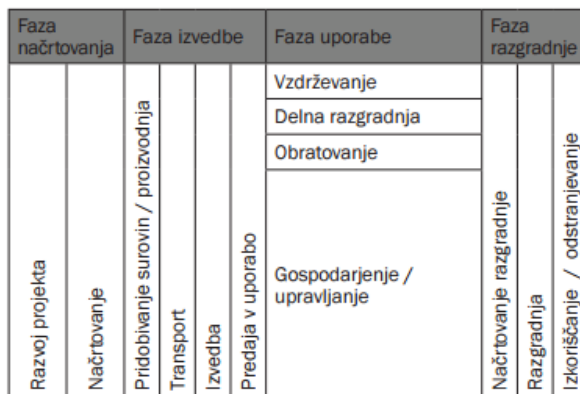 Faza
načrtovanja
Faza izvedbe
Faza uporabe
Faza
razgradnje
Razvoj projekta
Načrtovanje
Pridobivanje surovin / proizvodnja
Transport
Izvedba
Predaja v uporabo
Vzdrževanje
Delna razgradnja
Obratovanje
Gospodarjenje /
upravljanje
Načrtovanje razgradnje
Razgradnja
Izkoriščanje / odstranjevanje